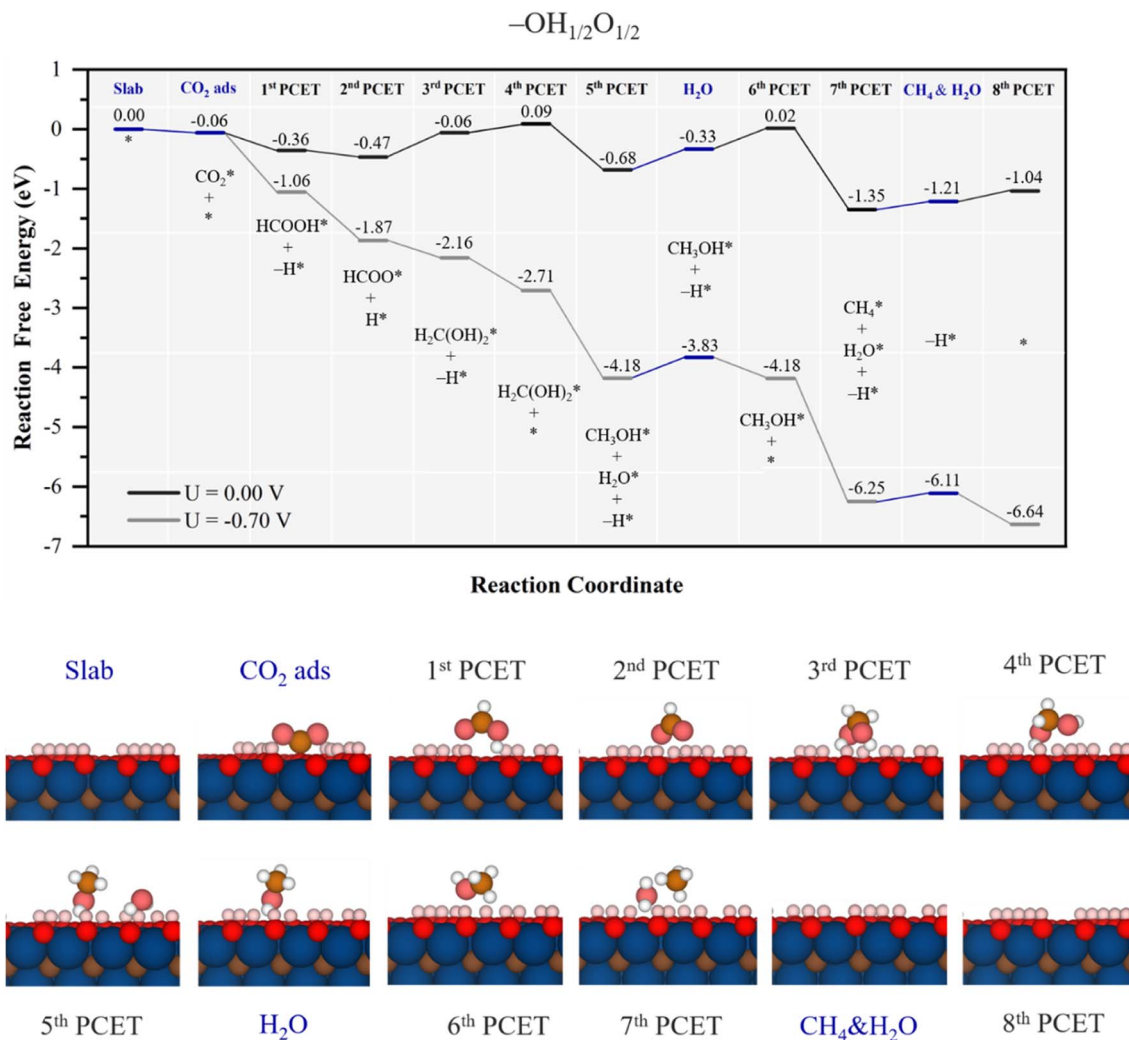 –OH1/2O1/2
1
0
-1
-2
-3
-4
-5
-6
-7
Reaction Free Energy (eV)
Slab CO2 ads 1st PCET 2nd PCET 3rd PCET 4th PCET 5th PCET H2O 6th PCET 7th PCET CH4 & H2O 8th PCET
0.00 -0.06 -0.36 -0.47 -0.06 0.09 -0.68 -0.33 0.02 -1.35 -1.21 -1.04
-1.06 -1.87 -2.16 -2.71 -4.18 -3.83 -4.18 -6.25 -6.11 -6.64
*
CO2*
+
*
HCOOH*
+
–H*
HCOO*
+
H*
H2C(OH)2*
+
–H*
H2C(OH)2*
+
*
CH3OH*
+
H2O*
+
–H*
CH3OH*
+
–H*
CH3OH*
+
*
CH4*
+
H2O*
+
–H*
–H*
*
U = 0.00 V
U = -0.70 V
Reaction Coordinate
Slab CO2 ads 1st PCET 2nd PCET 3rd PCET 4th PCET
5th PCET H2O 6th PCET 7th PCET CH4&H2O 8th PCET